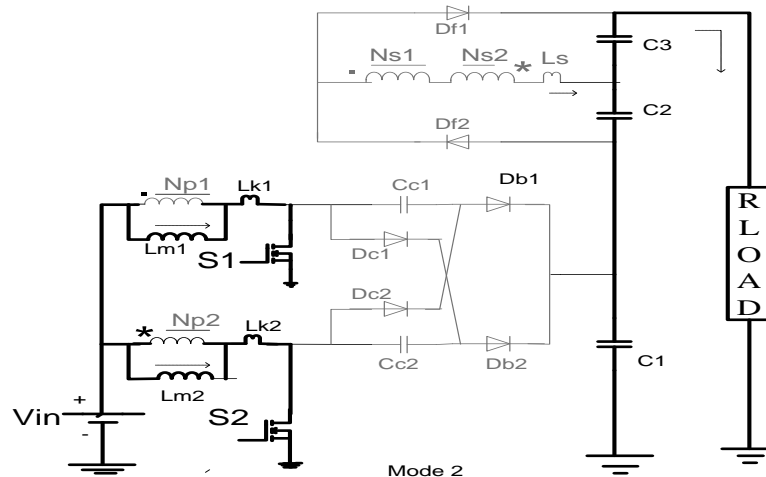 Df1
C3
Ns1 Ns2 * Ls
C2
Df2
Np1 Lk1 Cc1 Db1
Lm1
S1
Dc1
Dc2
* Np2 Lk2
Cc2 Db2 C1
Lm2
S2
+
Vin
-
Mode 2
RLOAD